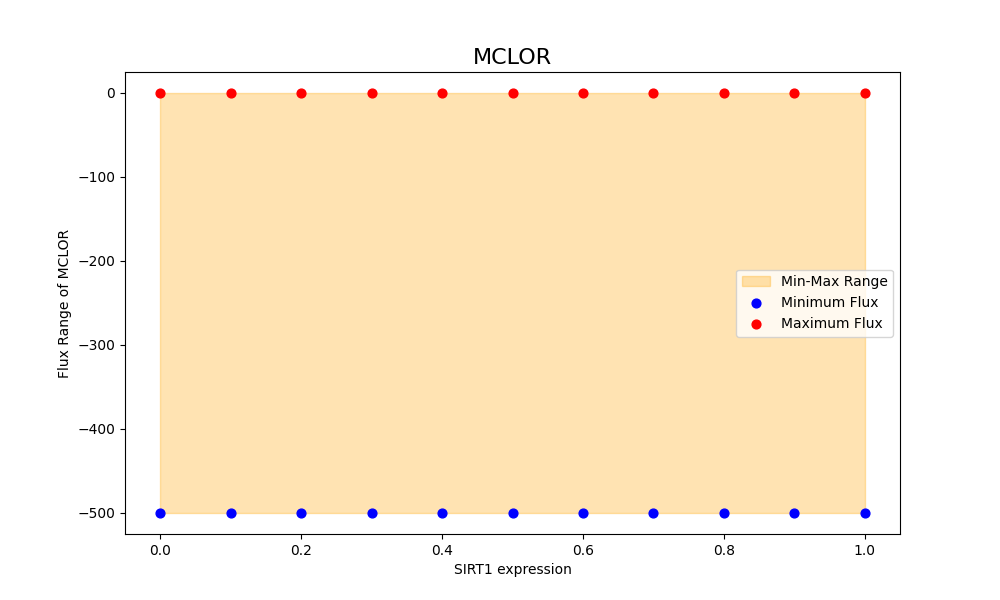 MCLOR
0
−100
−200
−300
−400
−500
Flux Range of MCLOR
Min-Max Range
Minimum Flux
Maximum Flux
0.0 0.2 0.4 0.6 0.8 1.0
SIRT1 expression